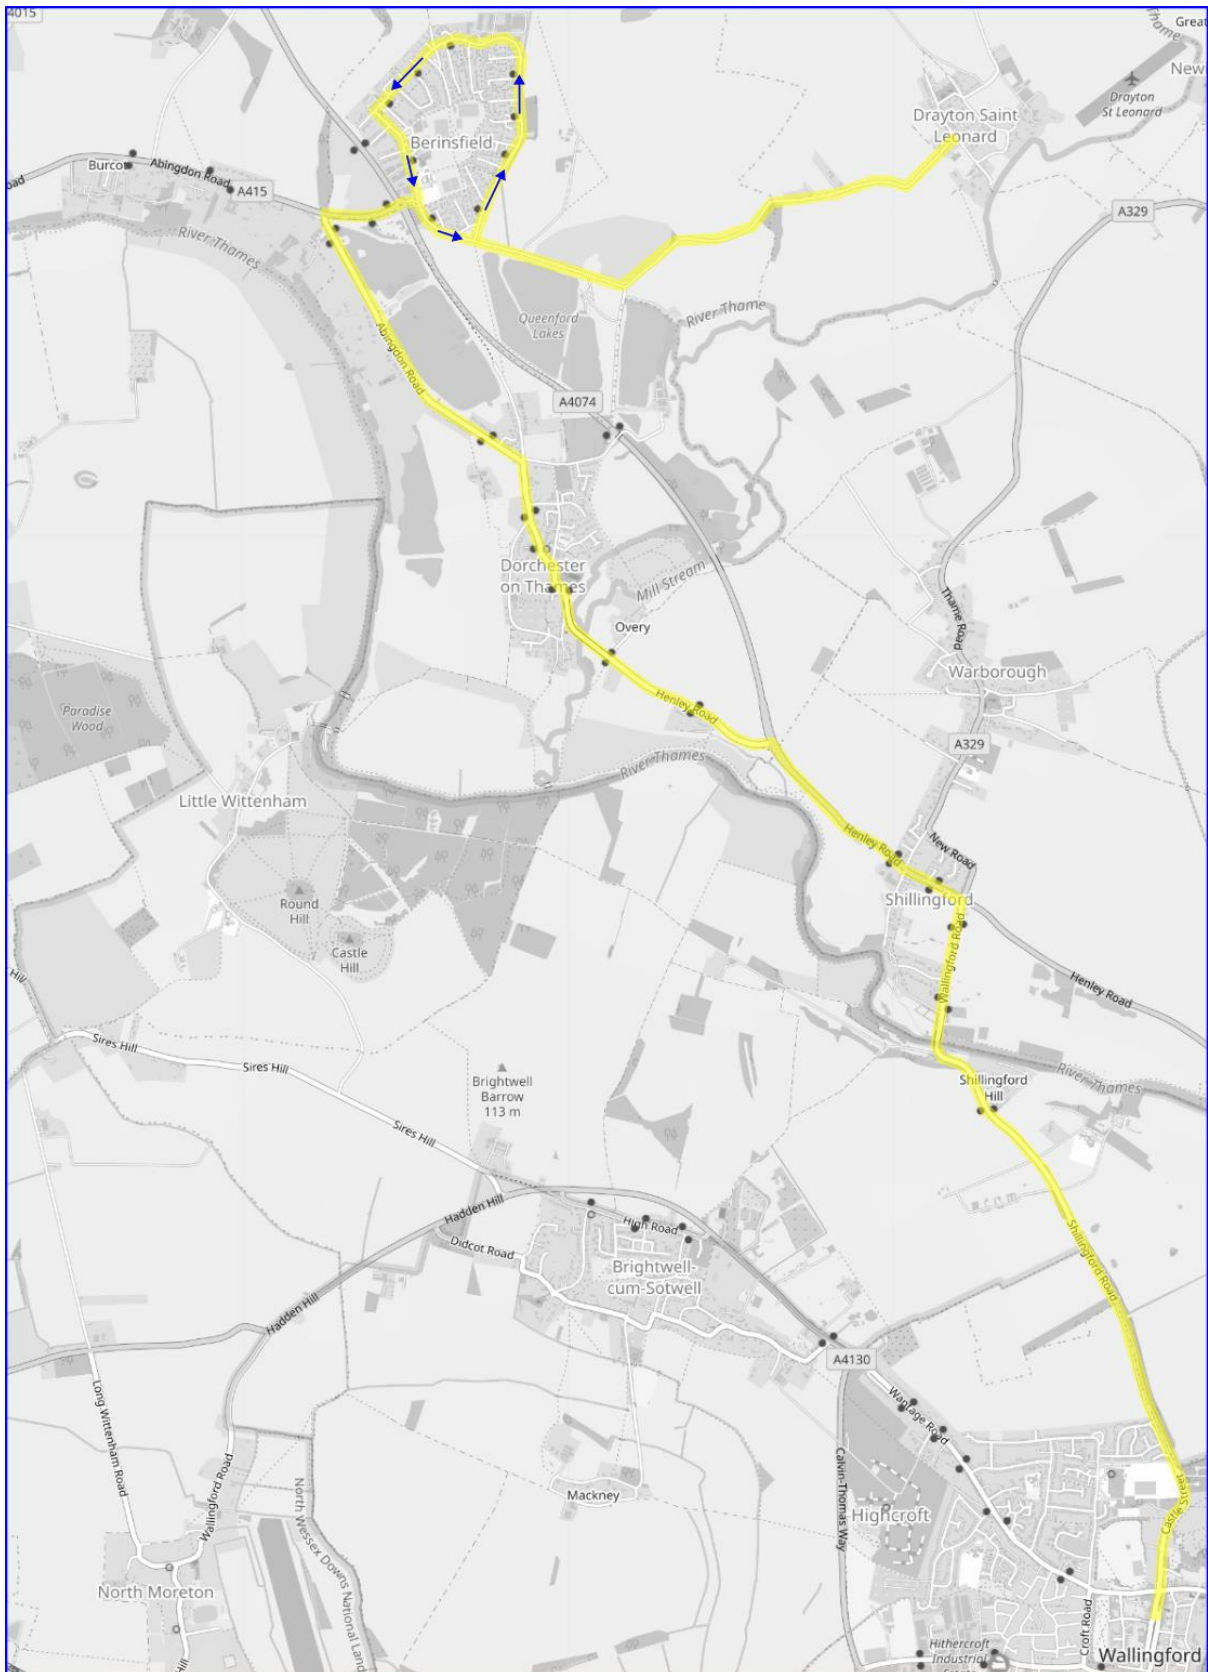 4015
Great
Thame
New
Drayton
St Leonard
Drayton Saint
Leonard
Berinsfield
Burcot
Abingdon Road
A415
oad
A329
River Thames
River Thame
Queenford
Lakes
Abingdon Road
A4074
Dorchester
on Thames
Mill Stream
Thame Road
Overy
Warborough
Henley Road
Paradise
Wood
A329
River Thames
Little Wittenham
Henley Road
New Road
Round
Hill
Shillingford
Castle
Hill
Wallingford Road
Hill
Henley Road
Sires Hill
Sires Hill
Brightwell
Barrow
113 m
Shillingford
Hill
River Thames
Sires Hill
Hadden Hill
High Road
Didcot Road
Shillingford Road
Brightwell-
cum-Sotwell
Hadden Hill
A4130
Wantage Road
Long Wittenham Road
Wallingford Road
North Wessex Downs National Land
Mackney
Calvin-Thomas Way
Highcroft
Castle Street
North Moreton
Croft Road
Hill
Hithercroft
Industrial
Wallingford